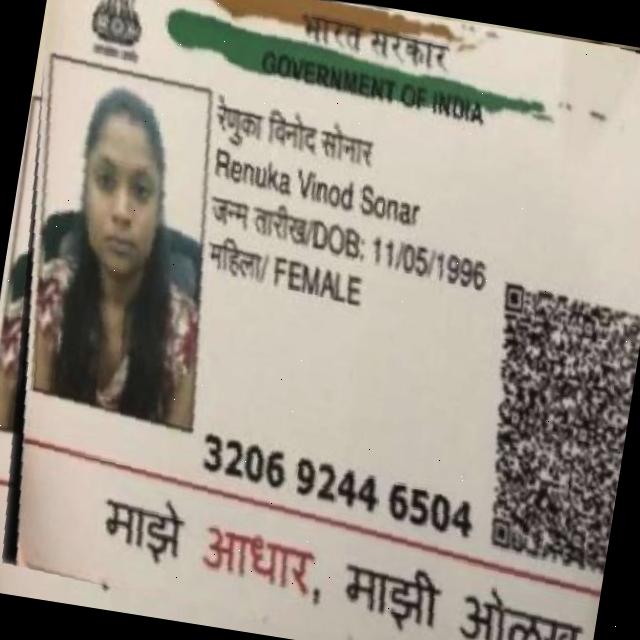 भारत सरकार
GOVERNMENT OF INDIA
रेणुका विनोद सोनार
Renuka Vinod Sonar
जन्म तारीख/DOB: 11/05/1996
महिला/ FEMALE
3206 9244 6504
माझे आधार, माझी ओळख